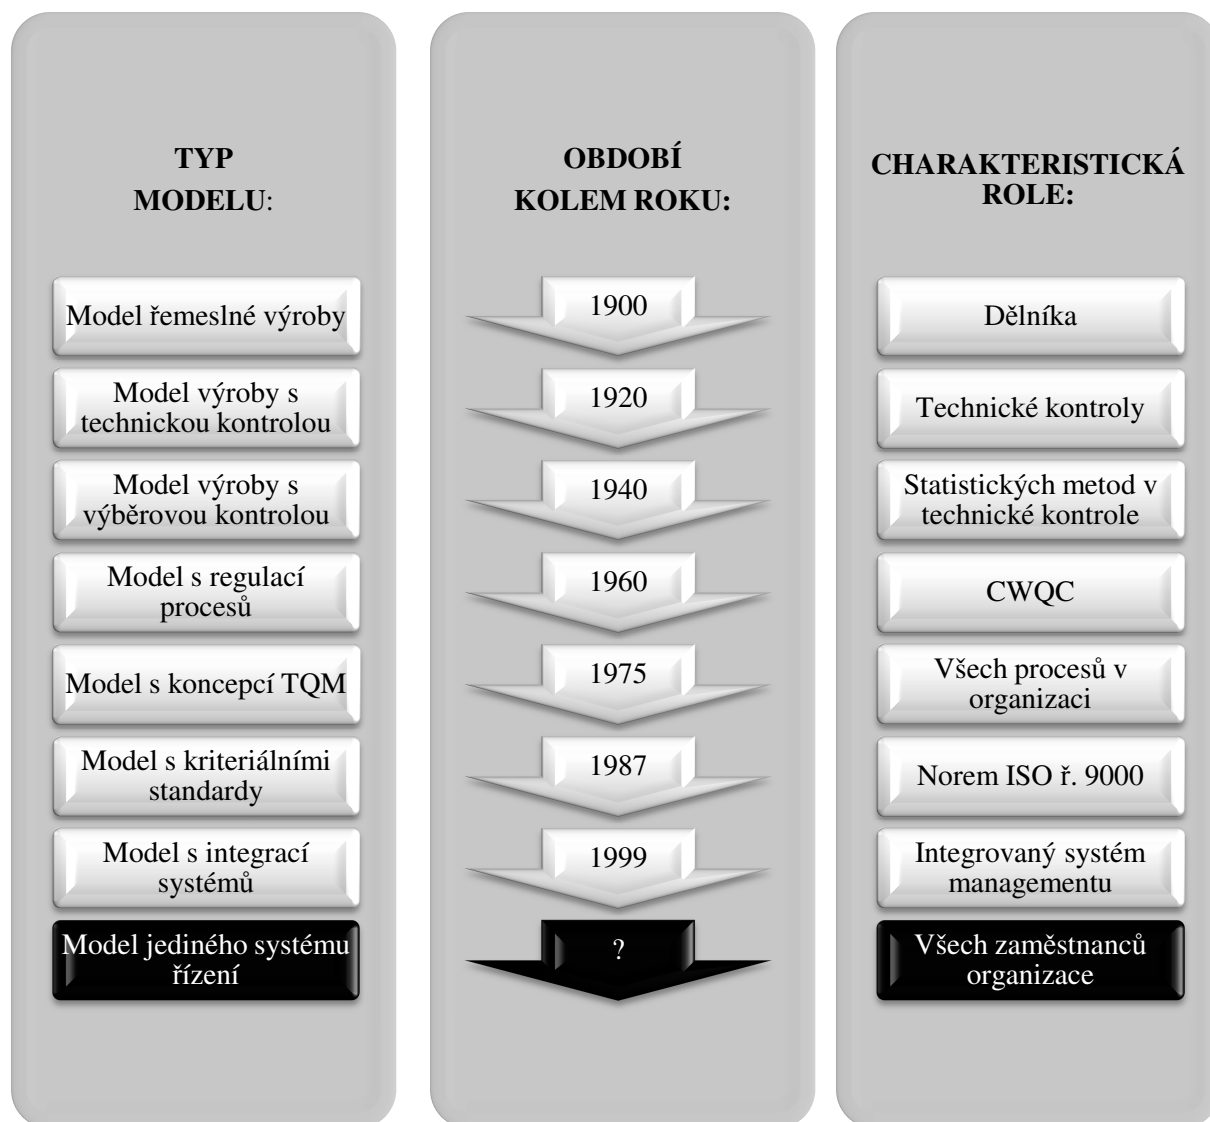 TYP
MODELU:
Model řemeslné výroby
Model výroby s
technickou kontrolou
Model výroby s
výběrovou kontrolou
Model s regulací
procesů
Model s koncepcí TQM
Model s kriteriálními
standardy
Model s integrací
systémů
Model jediného systému
řízení
OBDOBÍ
KOLEM ROKU:
1900
1920
1940
1960
1975
1987
1999
?
CHARAKTERISTICKÁ
ROLE:
Dělníka
Technické kontroly
Statistických metod v
technické kontrole
CWQC
Všech procesů v
organizaci
Norem ISO ř. 9000
Integrovaný systém
managementu
Všech zaměstnanců
organizace